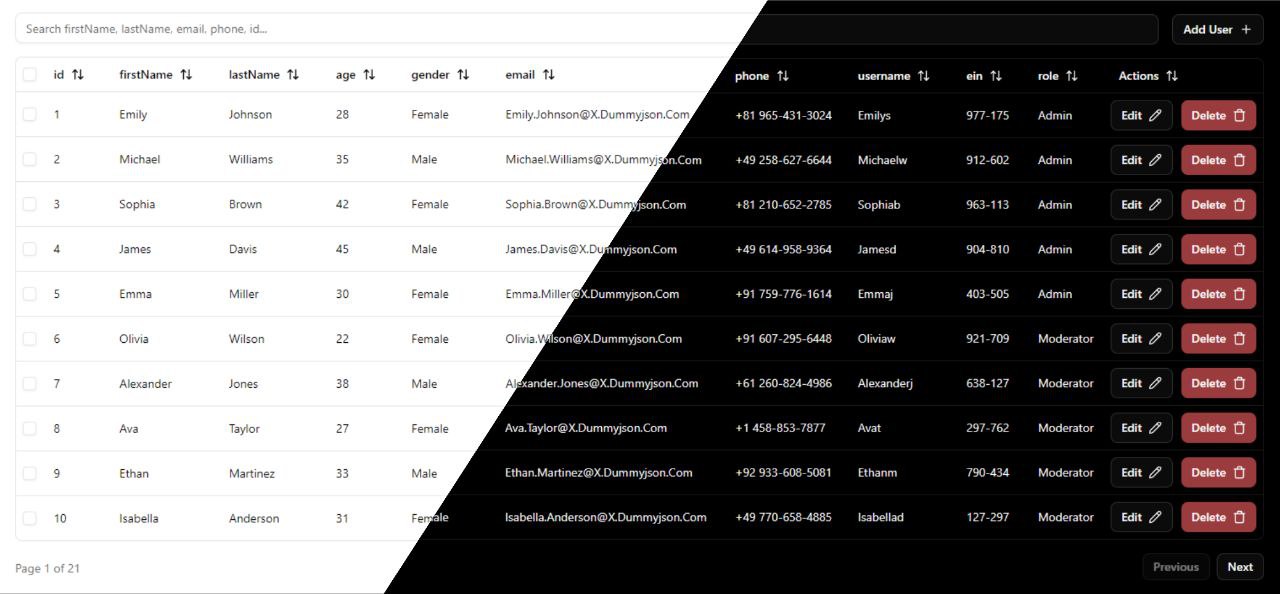 Search firstName, lastName, email, phone, id... Add User
id firstName lastName age gender email phone username ein role Actions
1 Emily Johnson 28 Female Emily.Johnson@X.Dummyjson.Com +81 965-431-3024 Emilys 977-175 Admin Edit Delete
2 Michael Williams 35 Male Michael.Williams@X.Dummyjson.Com +49 258-627-6644 Michaelw 912-602 Admin Edit Delete
3 Sophia Brown 42 Female Sophia.Brown@X.Dummyjson.Com +81 210-652-2785 Sophiab 963-113 Admin Edit Delete
4 James Davis 45 Male James.Davis@X.Dummyjson.Com +49 614-958-9364 Jamesd 904-810 Admin Edit Delete
5 Emma Miller 30 Female Emma.Miller@X.Dummyjson.Com +91 759-776-1614 Emmaj 403-505 Admin Edit Delete
6 Olivia Wilson 22 Female Olivia.Wilson@X.Dummyjson.Com +91 607-295-6448 Oliviaw 921-709 Moderator Edit Delete
7 Alexander Jones 38 Male Alexander.Jones@X.Dummyjson.Com +61 260-824-4986 Alexanderj 638-127 Moderator Edit Delete
8 Ava Taylor 27 Female Ava.Taylor@X.Dummyjson.Com +1 458-853-7877 Avat 297-762 Moderator Edit Delete
9 Ethan Martinez 33 Male Ethan.Martinez@X.Dummyjson.Com +92 933-608-5081 Ethanm 790-434 Moderator Edit Delete
10 Isabella Anderson 31 Female Isabella.Anderson@X.Dummyjson.Com +49 770-658-4885 Isabellad 127-297 Moderator Edit Delete
Page 1 of 21 Previous Next